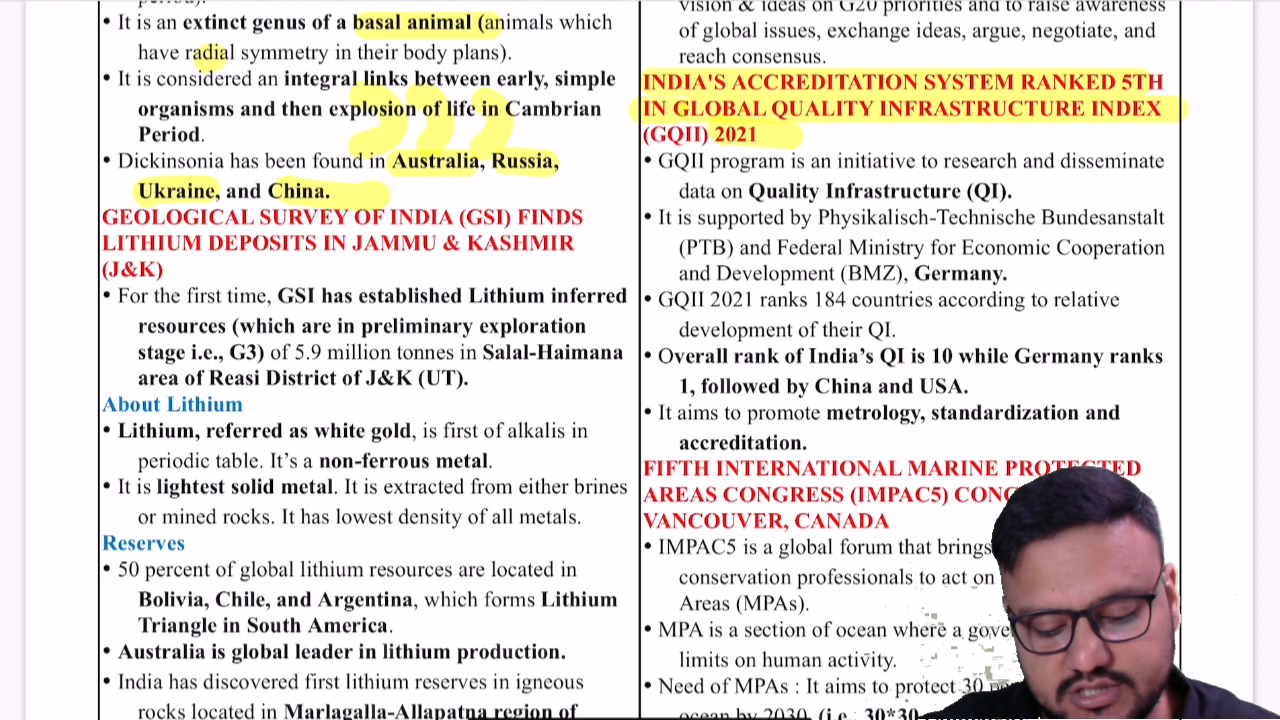 • It is an extinct genus of a basal animal (animals which
have radial symmetry in their body plans).
• It is considered an integral links between early, simple
organisms and then explosion of life in Cambrian
Period.
• Dickinsonia has been found in Australia, Russia,
Ukraine, and China.
GEOLOGICAL SURVEY OF INDIA (GSI) FINDS
LITHIUM DEPOSITS IN JAMMU & KASHMIR
(J&K)
• For the first time, GSI has established Lithium inferred
resources (which are in preliminary exploration
stage i.e., G3) of 5.9 million tonnes in Salal-Haimana
area of Reasi District of J&K (UT).
About Lithium
• Lithium, referred as white gold, is first of alkalis in
periodic table. It's a non-ferrous metal.
• It is lightest solid metal. It is extracted from either brines
or mined rocks. It has lowest density of all metals.
Reserves
• 50 percent of global lithium resources are located in
Bolivia, Chile, and Argentina, which forms Lithium
Triangle in South America.
• Australia is global leader in lithium production.
• India has discovered first lithium reserves in igneous
rocks located in Marlagalla-Allapatna region of
vision & ideas on G20 priorities and to raise awareness
of global issues, exchange ideas, argue, negotiate, and
reach consensus.
INDIA'S ACCREDITATION SYSTEM RANKED 5TH
IN GLOBAL QUALITY INFRASTRUCTURE INDEX
(GQII) 2021
• GQII program is an initiative to research and disseminate
data on Quality Infrastructure (QI).
• It is supported by Physikalisch-Technische Bundesanstalt
(PTB) and Federal Ministry for Economic Cooperation
and Development (BMZ), Germany.
• GQII 2021 ranks 184 countries according to relative
development of their QI.
• Overall rank of India's QI is 10 while Germany ranks
1, followed by China and USA.
• It aims to promote metrology, standardization and
accreditation.
FIFTH INTERNATIONAL MARINE PROTECTED
AREAS CONGRESS (IMPAC5)
VANCOUVER, CANADA
• IMPAC5 is a global forum that brings
conservation professionals to act on
Areas (MPAs).
• MPA is a section of ocean where a
limits on human activity.
• Need of MPAs : It aims to protect 30
ocean by 2030. (i.e., 30*30